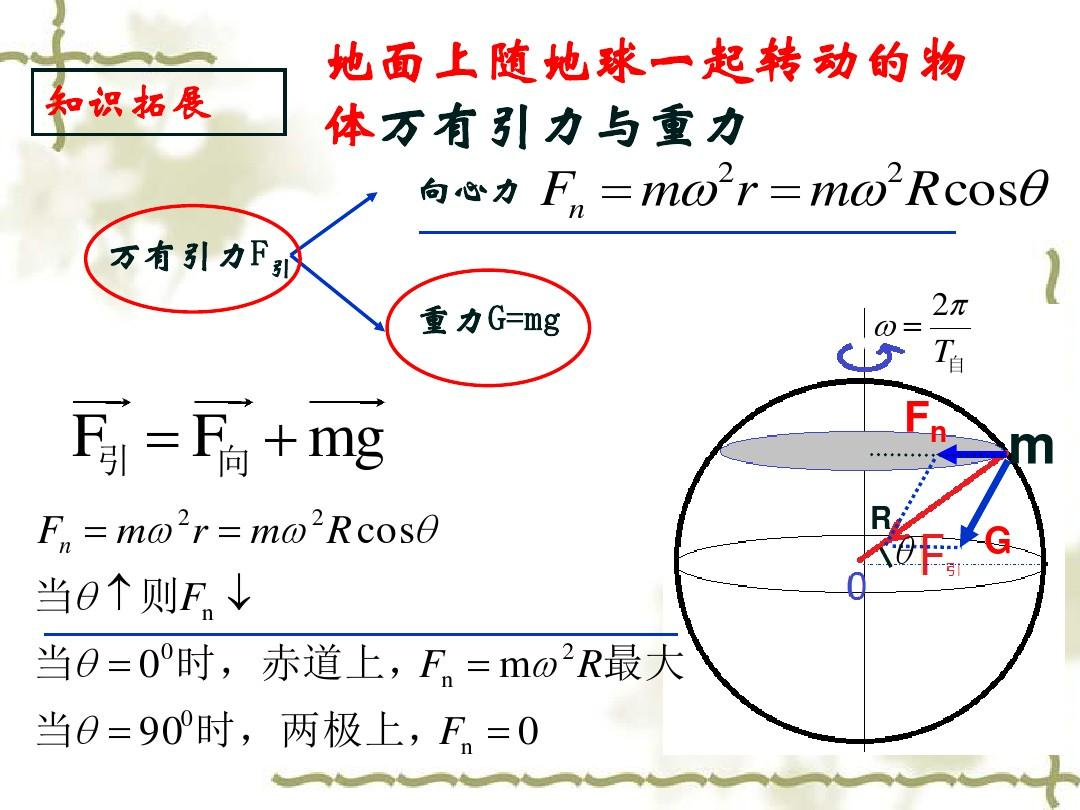 知识拓展
地面上随地球一起转动的物
体万有引力与重力
向心力 Fₙ = mω²r = mω²Rcosθ
万有引力F引
重力G=mg
ω = 2π/T自
F引 = F向 + mg
Fₙ = mω²r = mω²Rcosθ
当θ↑则Fₙ↓
当θ=0⁰时，赤道上，Fₙ = mω²R最大
当θ=90⁰时，两极上，Fₙ = 0
Fn
m
R
θ
F引
G
0